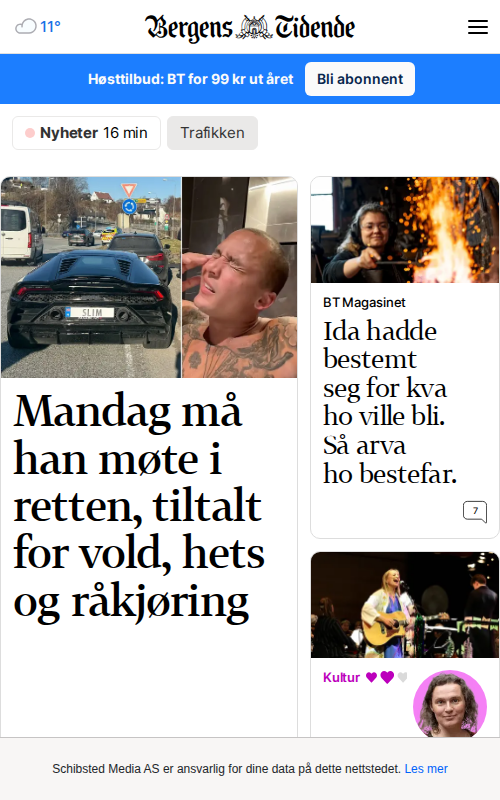 11°
Bergens Tidende
Høsttilbud: BT for 99 kr ut året
Bli abonnent
Nyheter 16 min
Trafikken
SLIM
Mandag må
han møte i
retten, tiltalt
for vold, hets
og råkjøring
BT Magasinet
Ida hadde
bestemt
seg for kva
ho ville bli.
Så arva
ho bestefar.
7
Kultur
Schibsted Media AS er ansvarlig for dine data på dette nettstedet. Les mer